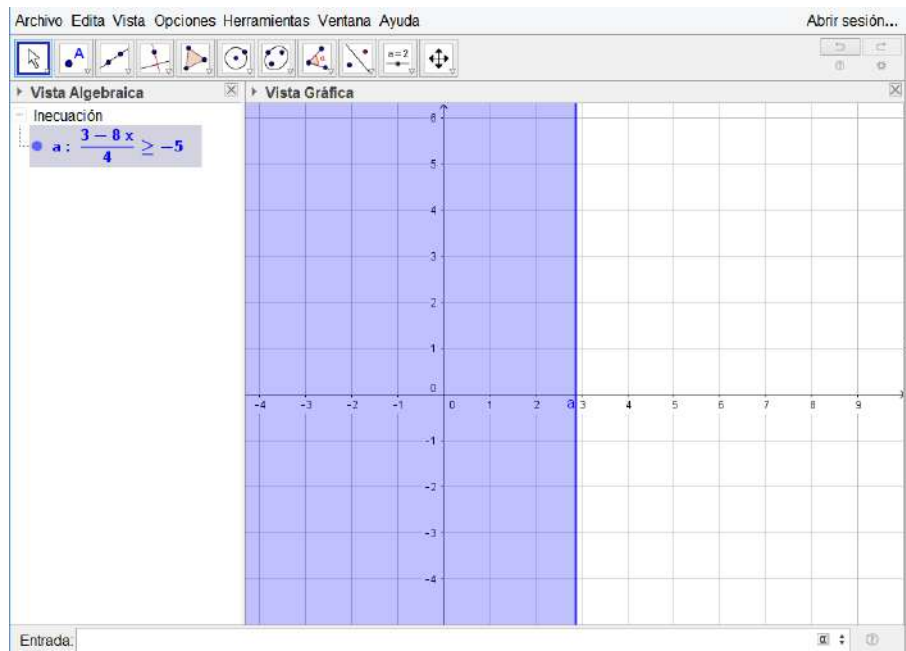 Archivo Edita Vista Opciones Herramientas Ventana Ayuda Abrir sesión...
A a=2
Vista Algebraica Vista Gráfica
Inecuación
a : (3 − 8 x)/4 ≥ −5
6
5
4
3
2
1
0
-4 -3 -2 -1 0 1 2 a 3 4 5 6 7 8 9
-1
-2
-3
-4
Entrada: α